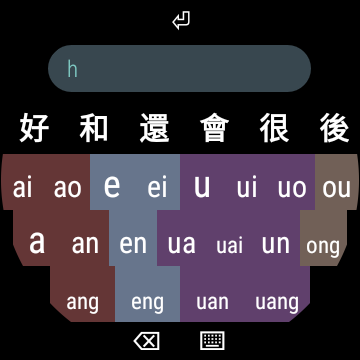 h
好 和 還 會 很 後
ai ao e ei u ui uo ou
a an en ua uai un ong
ang eng uan uang